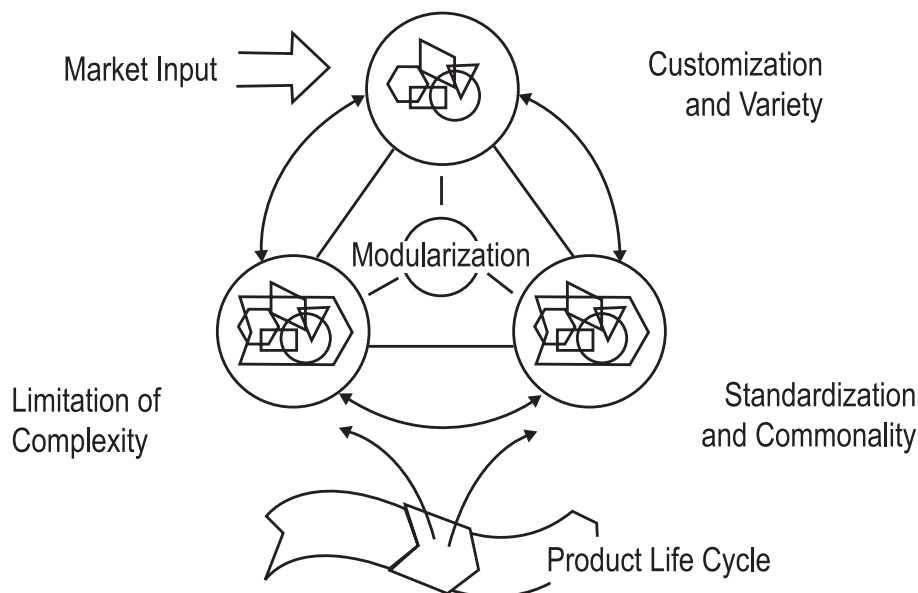 Market Input
Customization
and Variety
Modularization
Limitation of
Complexity
Standardization
and Commonality
Product Life Cycle